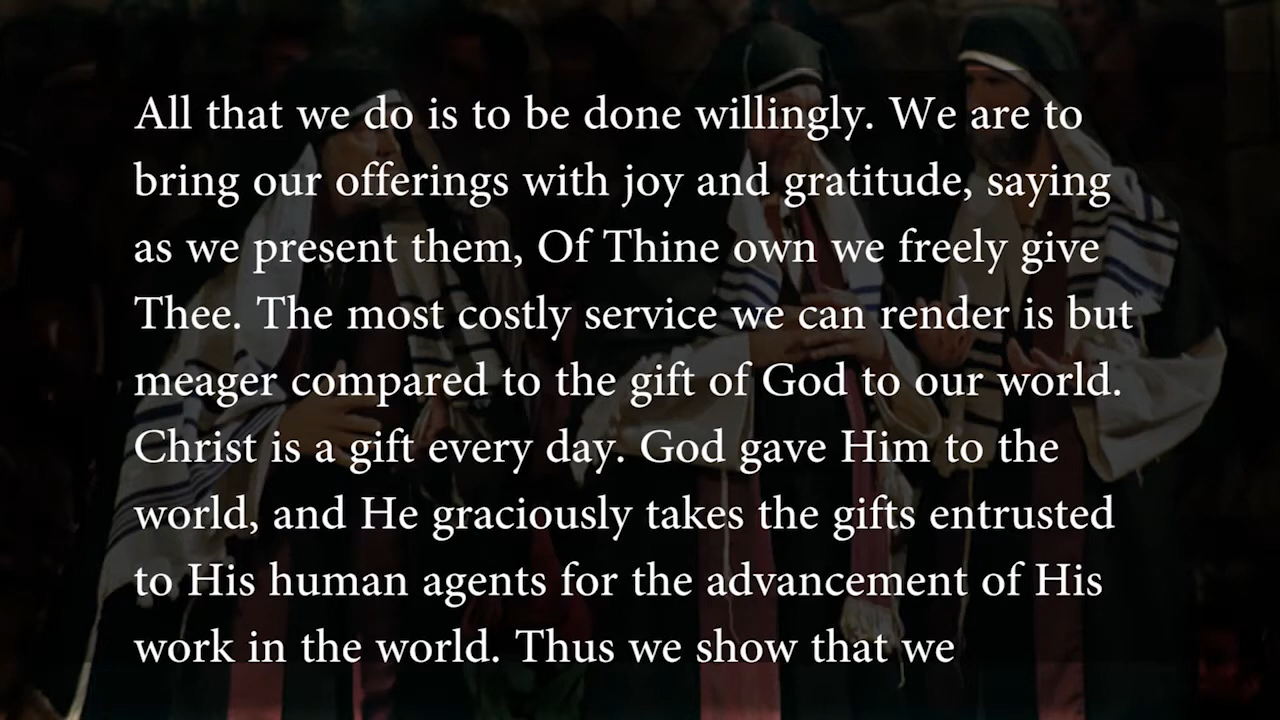 All that we do is to be done willingly. We are to
bring our offerings with joy and gratitude, saying
as we present them, Of Thine own we freely give
Thee. The most costly service we can render is but
meager compared to the gift of God to our world.
Christ is a gift every day. God gave Him to the
world, and He graciously takes the gifts entrusted
to His human agents for the advancement of His
work in the world. Thus we show that we